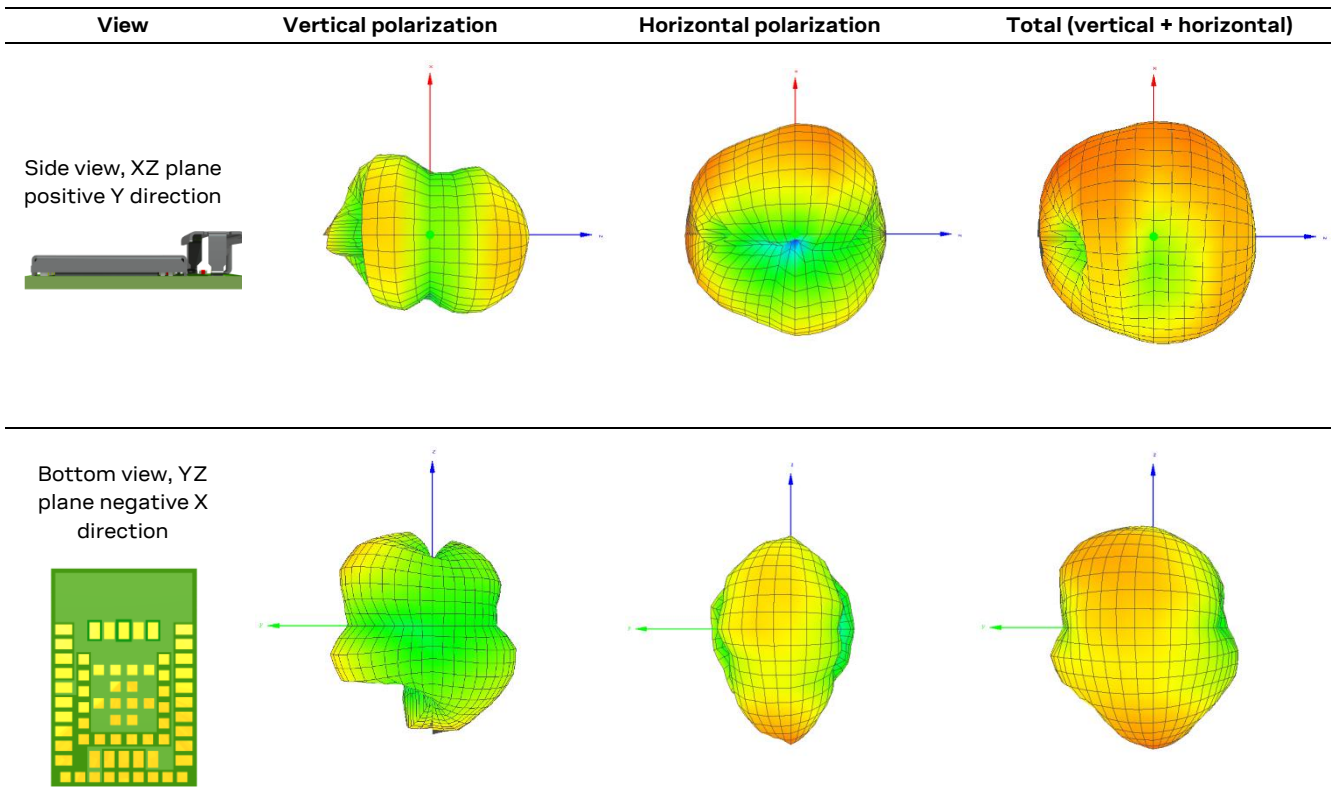 View Vertical polarization Horizontal polarization Total (vertical + horizontal)
Side view, XZ plane
positive Y direction
Bottom view, YZ
plane negative X
direction